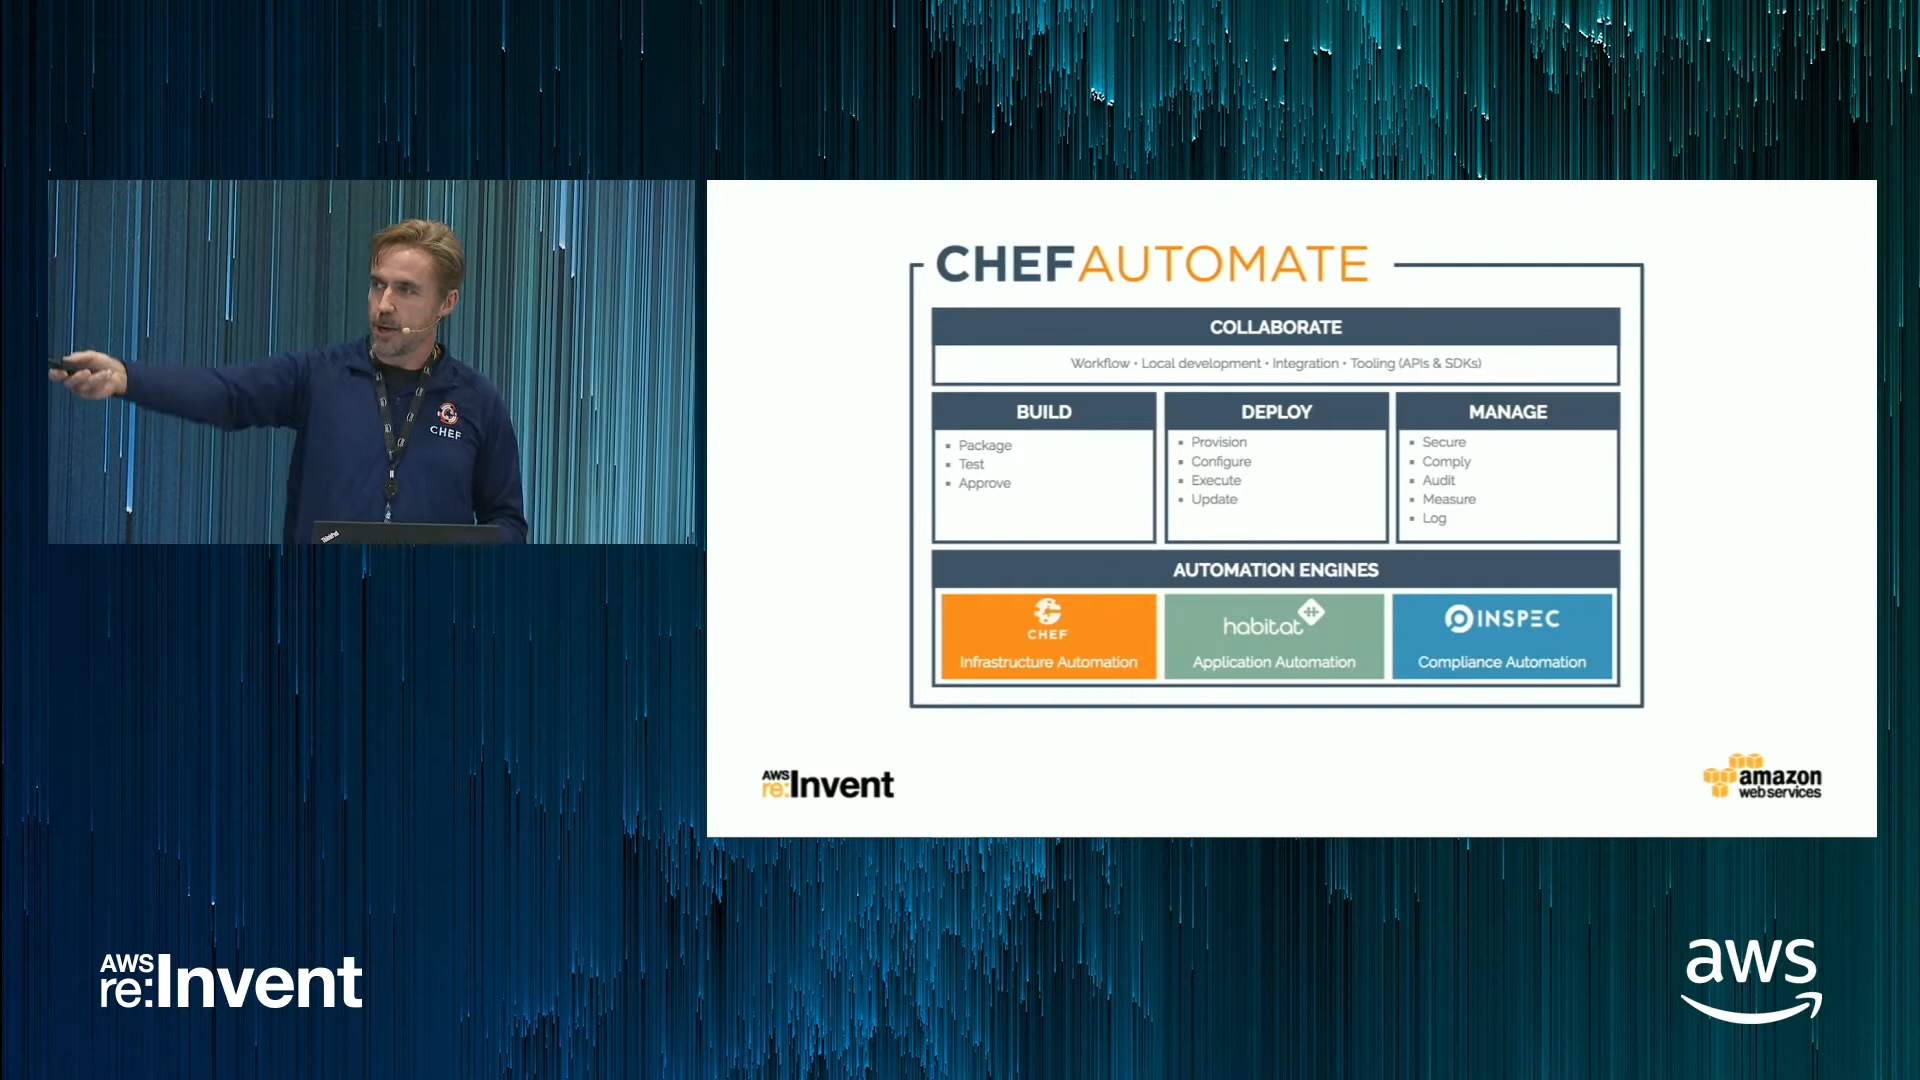 CHEF
ThinkPad
CHEFAUTOMATE
COLLABORATE
Workflow • Local development • Integration • Tooling (APIs & SDKs)
BUILD
▪ Package
▪ Test
▪ Approve
DEPLOY
▪ Provision
▪ Configure
▪ Execute
▪ Update
MANAGE
▪ Secure
▪ Comply
▪ Audit
▪ Measure
▪ Log
AUTOMATION ENGINES
CHEF
Infrastructure Automation
habitat
Application Automation
INSPEC
Compliance Automation
AWS
re:Invent
amazon
webservices
AWS
re:Invent
aws